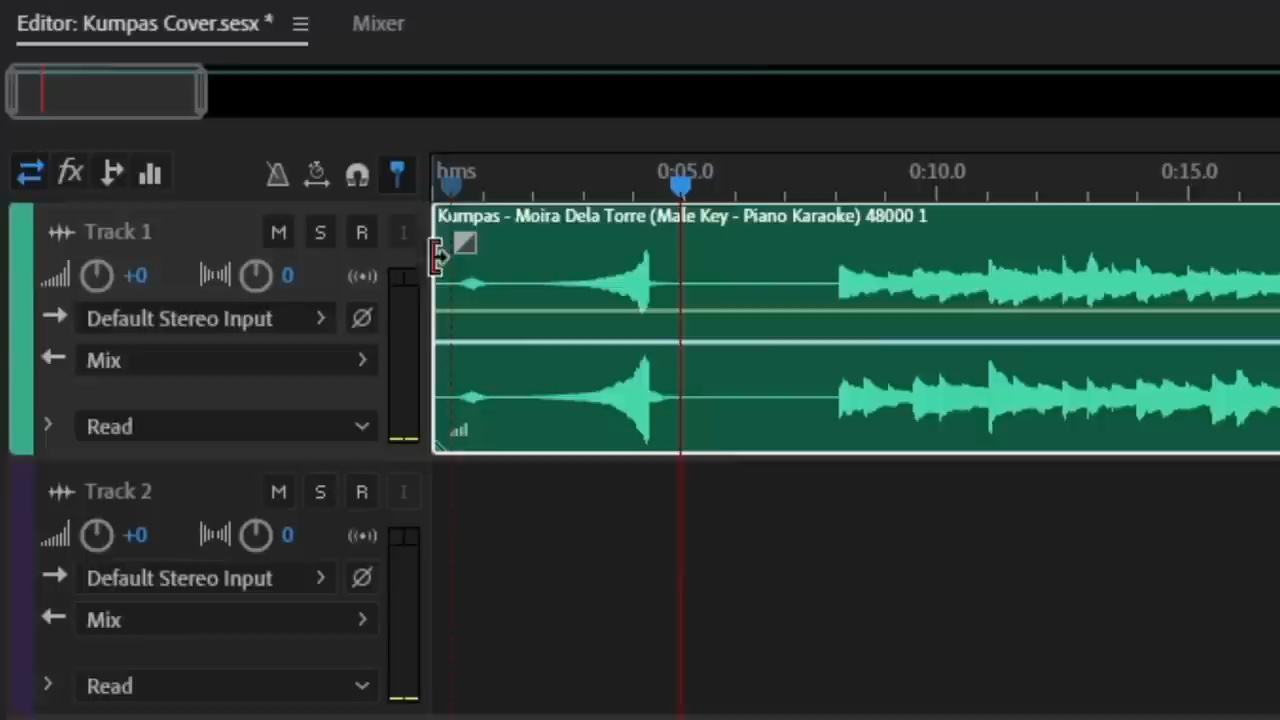 Editor: Kumpas Cover.sesx * Mixer
fx
hms 0:05.0 0:10.0 0:15.0
Kumpas - Moira Dela Torre (Male Key - Piano Karaoke) 48000 1
Track 1 M S R I
+0 0
Default Stereo Input
Mix
Read
Track 2 M S R I
+0 0
Default Stereo Input
Mix
Read